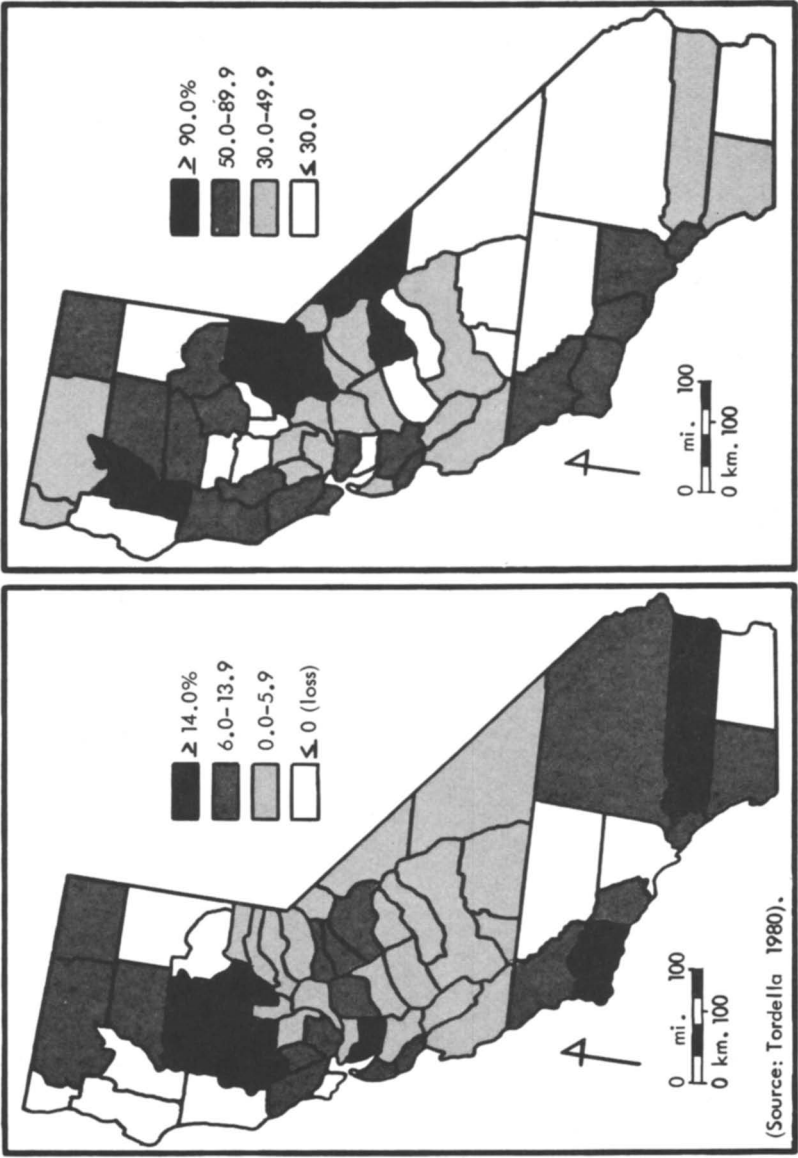 ≥ 90.0%
50.0-89.9
30.0-49.9
≤ 30.0
0 mi. 100
0 km. 100
≥ 14.0%
6.0-13.9
0.0-5.9
≤ 0 (loss)
0 mi. 100
0 km. 100
(Source: Tordella 1980).